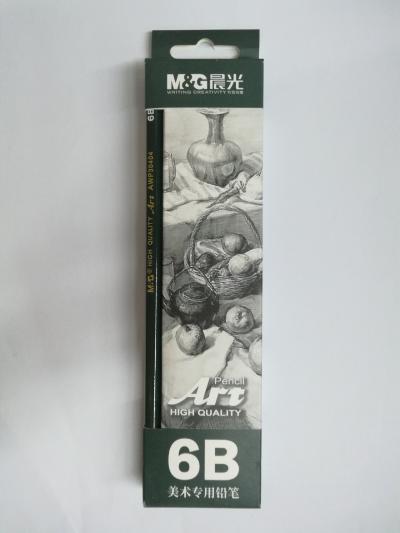 M&G晨光
WRITING CREATIVITY
6B
M&G® HIGH QUALITY Art AWP30404
Pencil
Art
HIGH QUALITY
6B
美术专用铅笔